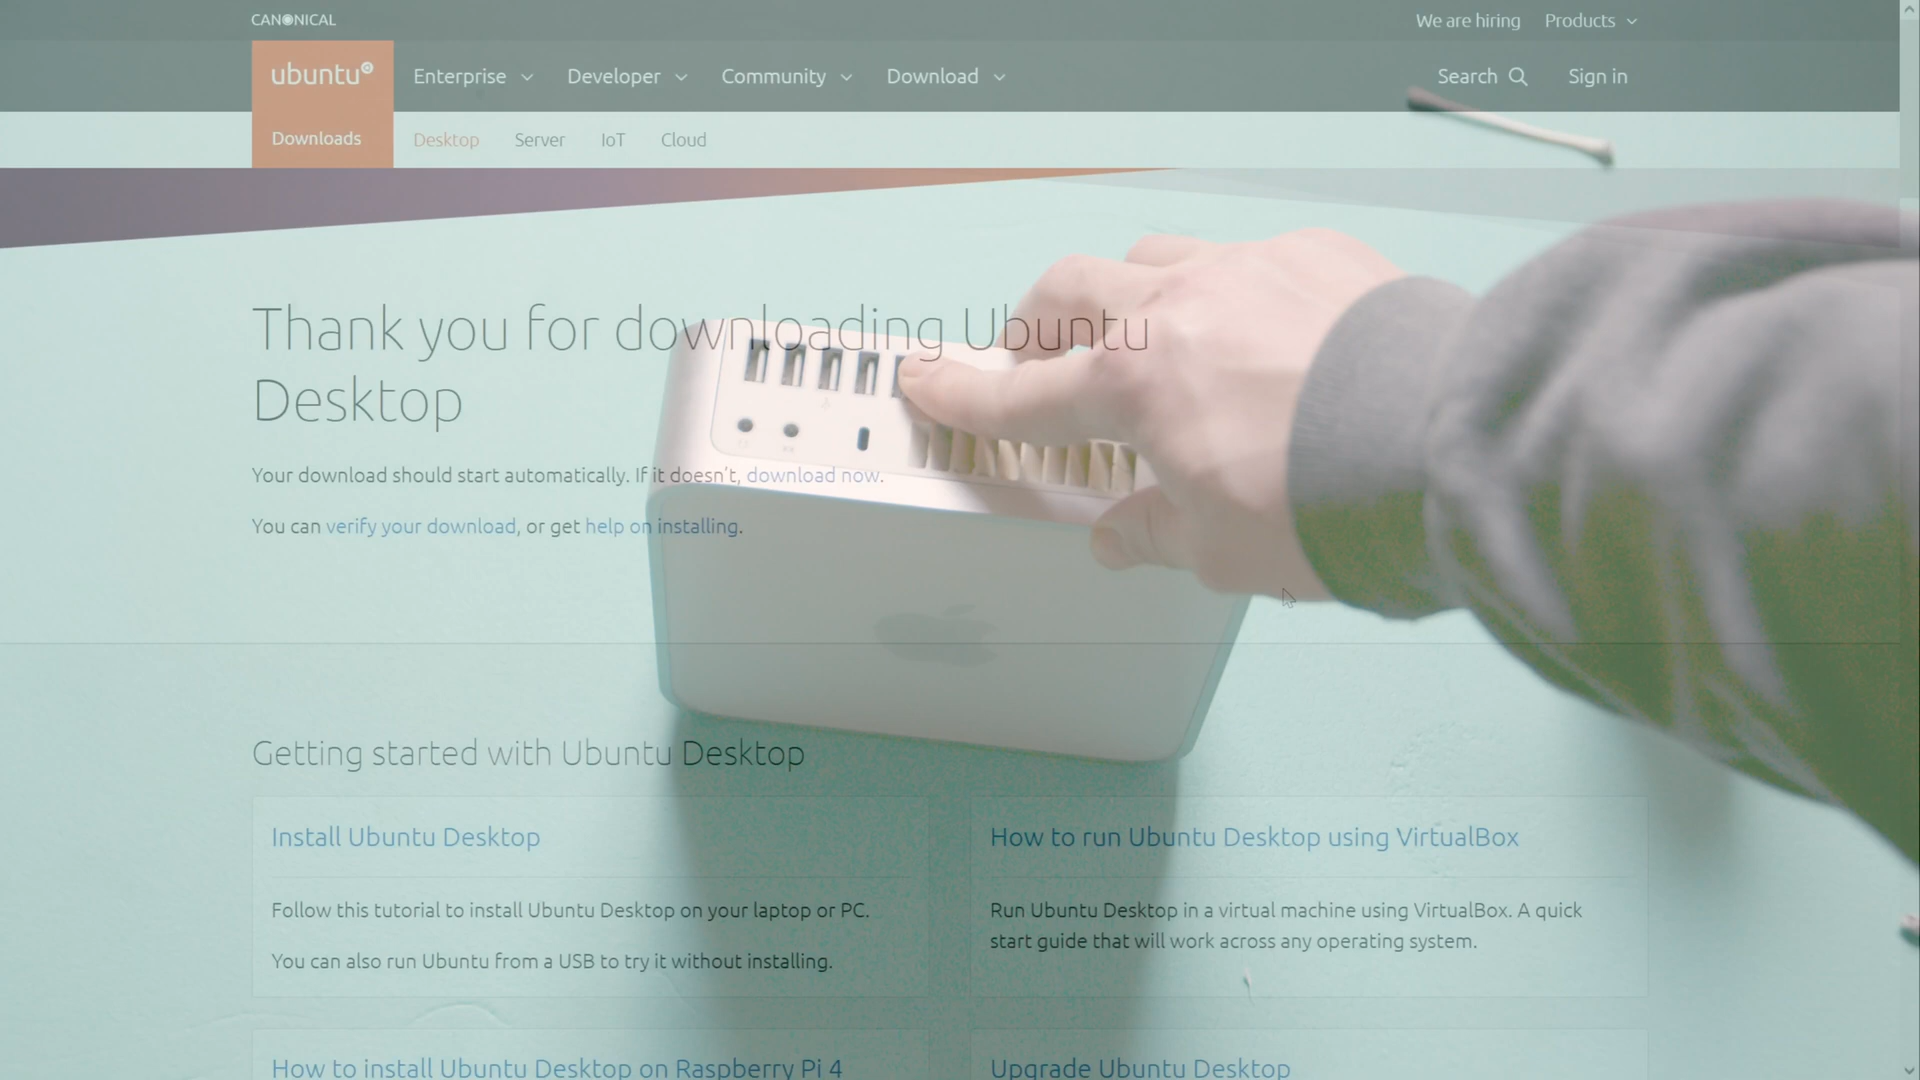 CANONICAL
We are hiring
Products
ubuntu
Enterprise
Developer
Community
Download
Search
Sign in
Downloads
Desktop
Server
IoT
Cloud
Thank you for downloading Ubuntu
Desktop
Your download should start automatically. If it doesn’t, download now.
You can verify your download, or get help on installing.
Getting started with Ubuntu Desktop
Install Ubuntu Desktop
Follow this tutorial to install Ubuntu Desktop on your laptop or PC.
You can also run Ubuntu from a USB to try it without installing.
How to run Ubuntu Desktop using VirtualBox
Run Ubuntu Desktop in a virtual machine using VirtualBox. A quick
start guide that will work across any operating system.
How to install Ubuntu Desktop on Raspberry Pi 4
Upgrade Ubuntu Desktop